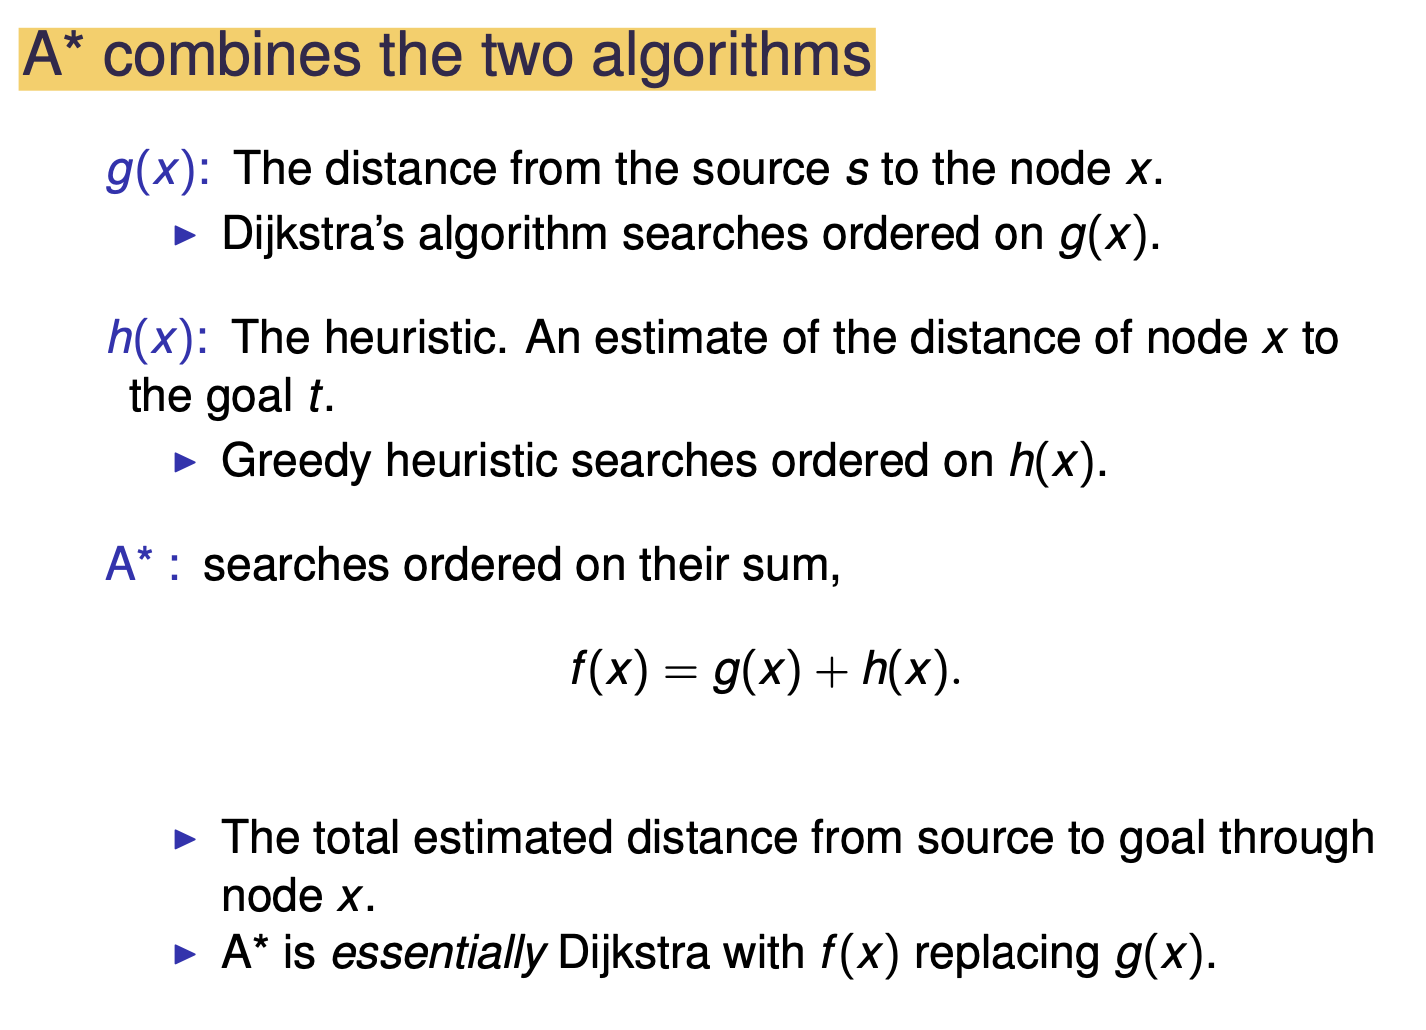 A* combines the two algorithms
g(x): The distance from the source s to the node x.
▶ Dijkstra’s algorithm searches ordered on g(x).
h(x): The heuristic. An estimate of the distance of node x to
the goal t.
▶ Greedy heuristic searches ordered on h(x).
A* : searches ordered on their sum,
f(x) = g(x) + h(x).
▶ The total estimated distance from source to goal through
node x.
▶ A* is essentially Dijkstra with f(x) replacing g(x).